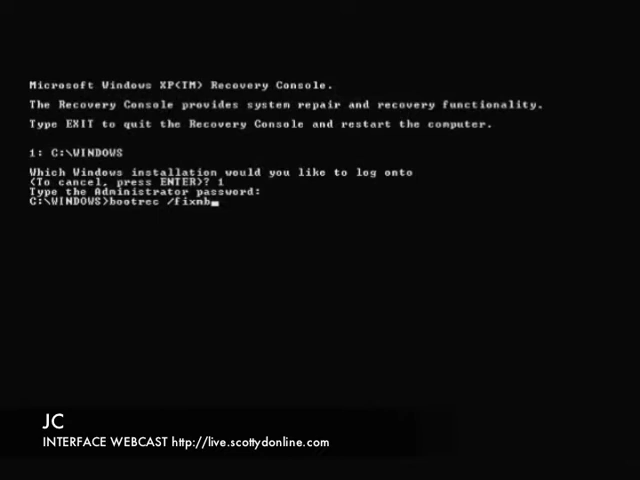 Microsoft Windows XP(TM) Recovery Console.
The Recovery Console provides system repair and recovery functionality.
Type EXIT to quit the Recovery Console and restart the computer.
1: C:\WINDOWS
Which Windows installation would you like to log onto
(To cancel, press ENTER)? 1
Type the Administrator password:
C:\WINDOWS>bootrec /fixmb
JC
INTERFACE WEBCAST http://live.scottydonline.com